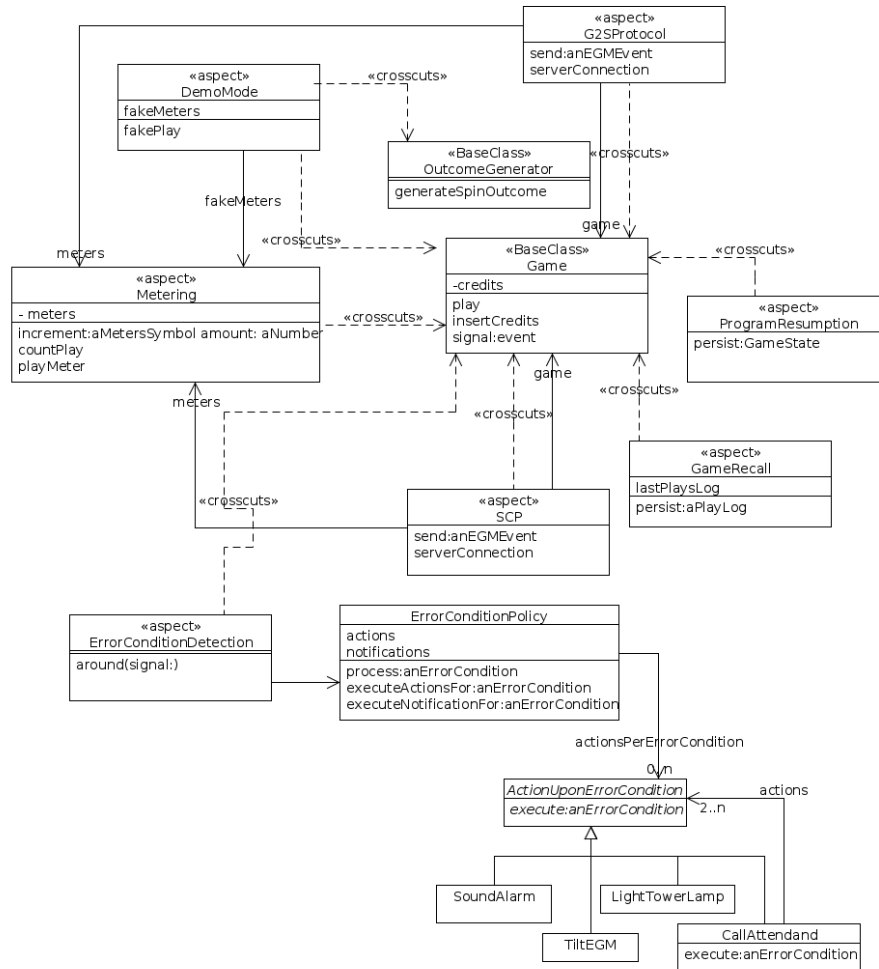 «aspect»
G2SProtocol
send:anEGMEvent
serverConnection
«aspect»
DemoMode
fakeMeters
fakePlay
«crosscuts»
«BaseClass»
OutcomeGenerator
generateSpinOutcome
«crosscuts»
fakeMeters
game
«crosscuts»
meters
«BaseClass»
Game
-credits
play
insertCredits
signal:event
«crosscuts»
«aspect»
Metering
- meters
increment:aMetersSymbol amount: aNumber
countPlay
playMeter
«crosscuts»
«aspect»
ProgramResumption
persist:GameState
meters
game
«crosscuts»
«crosscuts»
«aspect»
GameRecall
lastPlaysLog
persist:aPlayLog
«crosscuts»
«aspect»
SCP
send:anEGMEvent
serverConnection
«aspect»
ErrorConditionDetection
around(signal:)
ErrorConditionPolicy
actions
notifications
process:anErrorCondition
executeActionsFor:anErrorCondition
executeNotificationFor:anErrorCondition
actionsPerErrorCondition
0..n
ActionUponErrorCondition
execute:anErrorCondition
actions
2..n
SoundAlarm
LightTowerLamp
TiltEGM
CallAttendand
execute:anErrorCondition